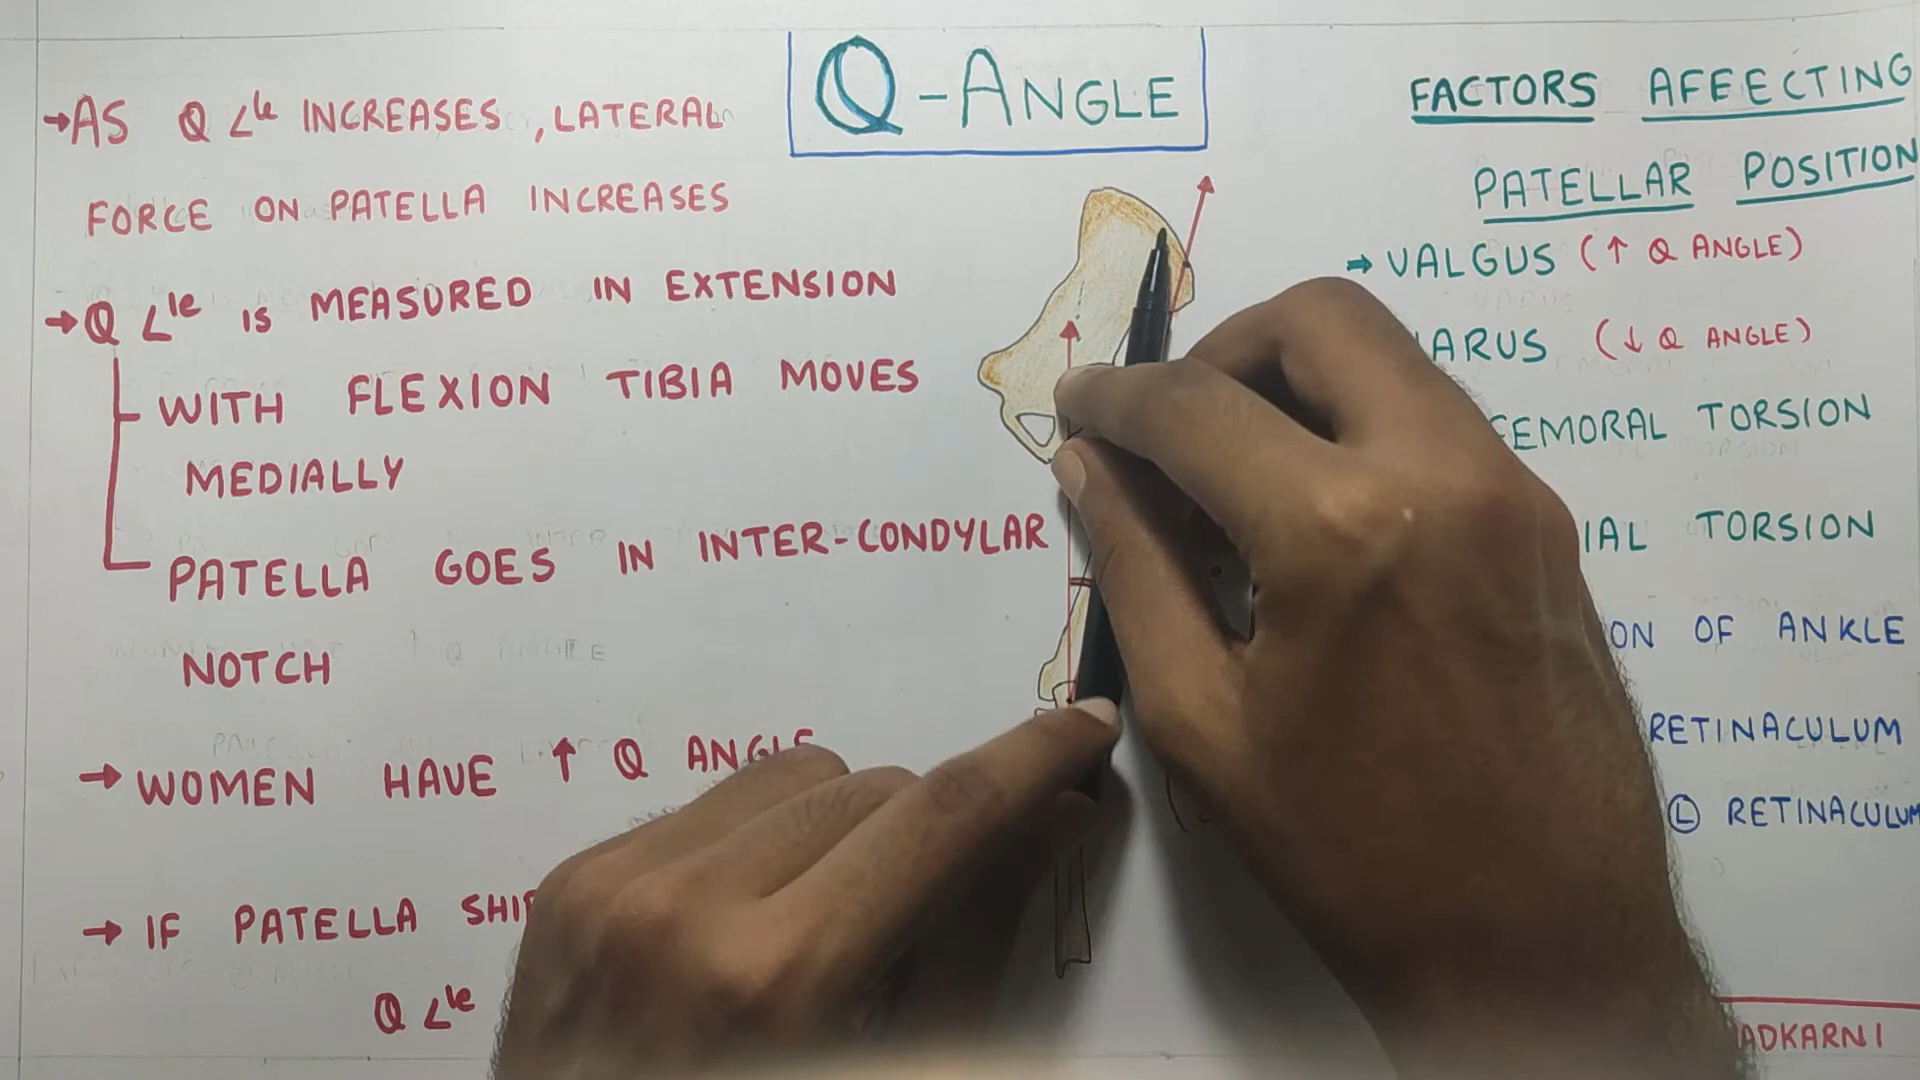 Q-ANGLE
→AS Q ∠le INCREASES, LATERAL
FORCE ON PATELLA INCREASES
→Q ∠le IS MEASURED IN EXTENSION
WITH FLEXION TIBIA MOVES
MEDIALLY
PATELLA GOES IN INTER-CONDYLAR
NOTCH
→WOMEN HAVE ↑ Q ANGLE
→ IF PATELLA SHIF
Q ∠le
FACTORS AFFECTING
PATELLAR POSITION
⇒ VALGUS (↑ Q ANGLE)
ARUS (↓ Q ANGLE)
FEMORAL TORSION
IAL TORSION
ON OF ANKLE
RETINACULUM
Ⓛ RETINACULUM
ADKARNI